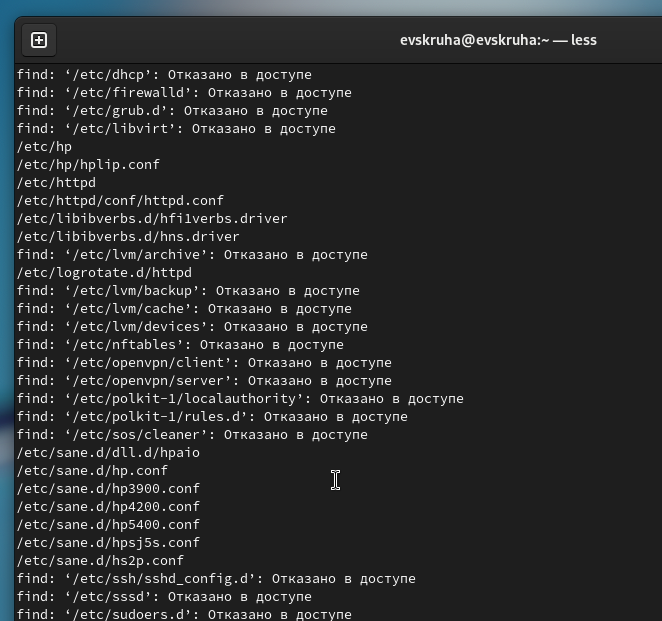 evskruha@evskruha:~ — less
find: ‘/etc/dhcp’: Отказано в доступе
find: ‘/etc/firewalld’: Отказано в доступе
find: ‘/etc/grub.d’: Отказано в доступе
find: ‘/etc/libvirt’: Отказано в доступе
/etc/hp
/etc/hp/hplip.conf
/etc/httpd
/etc/httpd/conf/httpd.conf
/etc/libibverbs.d/hfi1verbs.driver
/etc/libibverbs.d/hns.driver
find: ‘/etc/lvm/archive’: Отказано в доступе
/etc/logrotate.d/httpd
find: ‘/etc/lvm/backup’: Отказано в доступе
find: ‘/etc/lvm/cache’: Отказано в доступе
find: ‘/etc/lvm/devices’: Отказано в доступе
find: ‘/etc/nftables’: Отказано в доступе
find: ‘/etc/openvpn/client’: Отказано в доступе
find: ‘/etc/openvpn/server’: Отказано в доступе
find: ‘/etc/polkit-1/localauthority’: Отказано в доступе
find: ‘/etc/polkit-1/rules.d’: Отказано в доступе
find: ‘/etc/sos/cleaner’: Отказано в доступе
/etc/sane.d/dll.d/hpaio
/etc/sane.d/hp.conf
/etc/sane.d/hp3900.conf
/etc/sane.d/hp4200.conf
/etc/sane.d/hp5400.conf
/etc/sane.d/hpsj5s.conf
/etc/sane.d/hs2p.conf
find: ‘/etc/ssh/sshd_config.d’: Отказано в доступе
find: ‘/etc/sssd’: Отказано в доступе
find: ‘/etc/sudoers.d’: Отказано в доступе